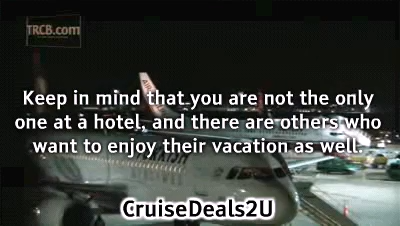 TRCB.com
Keep in mind that you are not the only
one at a hotel, and there are others who
want to enjoy their vacation as well.
CruiseDeals2U